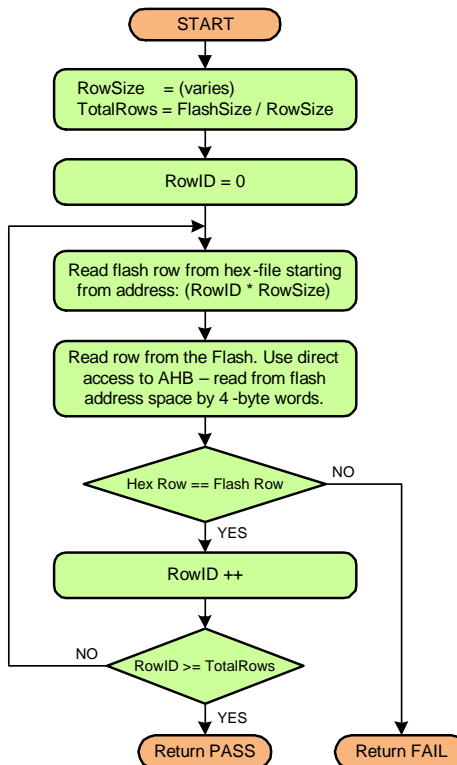 START
RowSize = (varies)
TotalRows = FlashSize / RowSize
RowID = 0
Read flash row from hex-file starting
from address: (RowID * RowSize)
Read row from the Flash. Use direct
access to AHB – read from flash
address space by 4-byte words.
Hex Row == Flash Row
NO
YES
RowID ++
NO
RowID >= TotalRows
YES
Return PASS
Return FAIL